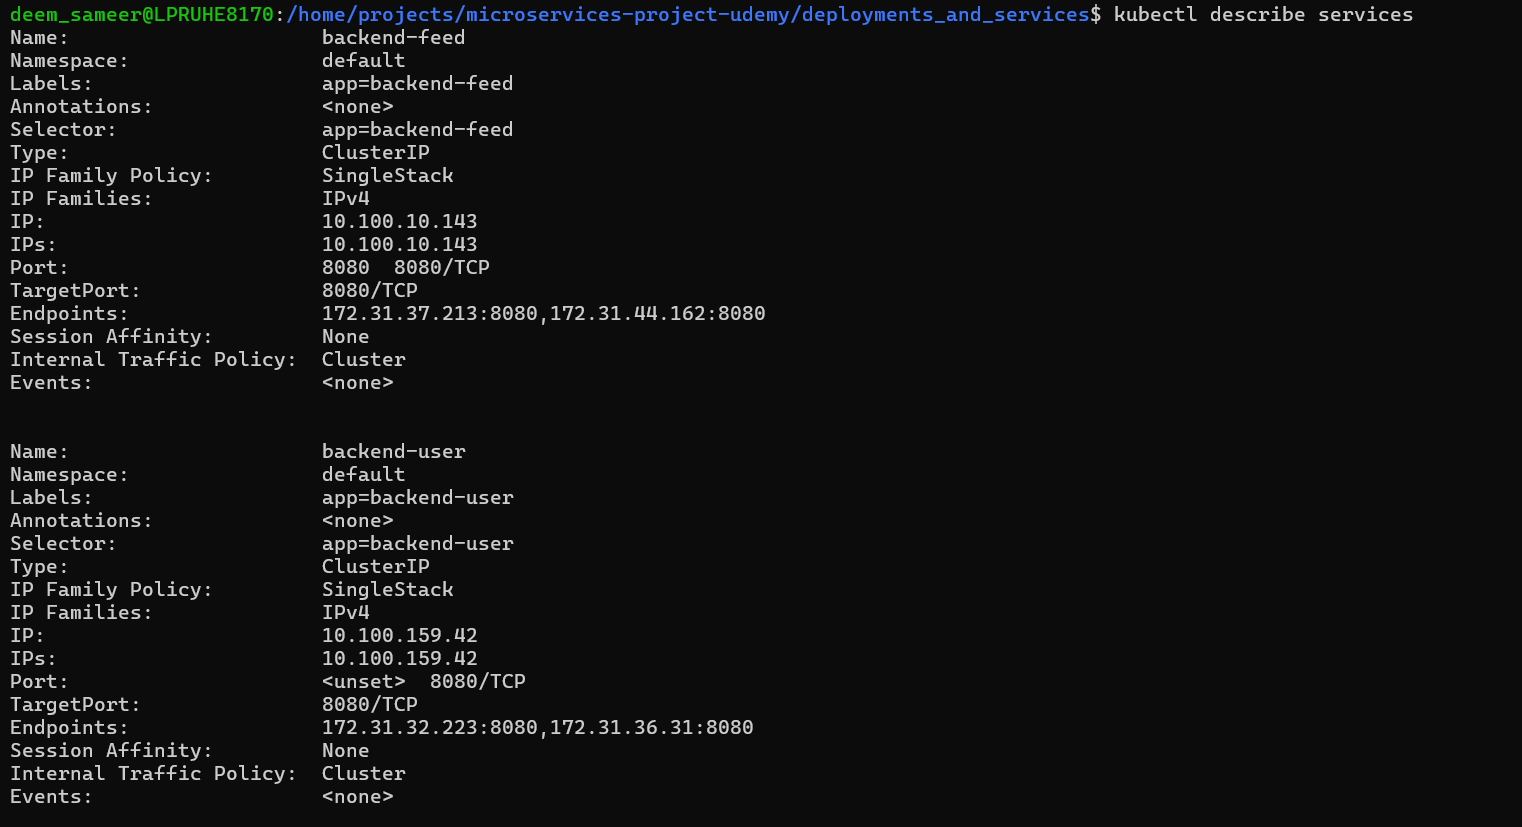 deem_sameer@LPRUHE8170:/home/projects/microservices-project-udemy/deployments_and_services$ kubectl describe services
Name:                     backend-feed
Namespace:                default
Labels:                   app=backend-feed
Annotations:              <none>
Selector:                 app=backend-feed
Type:                     ClusterIP
IP Family Policy:         SingleStack
IP Families:              IPv4
IP:                       10.100.10.143
IPs:                      10.100.10.143
Port:                     8080  8080/TCP
TargetPort:               8080/TCP
Endpoints:                172.31.37.213:8080,172.31.44.162:8080
Session Affinity:         None
Internal Traffic Policy:  Cluster
Events:                   <none>
Name:                     backend-user
Namespace:                default
Labels:                   app=backend-user
Annotations:              <none>
Selector:                 app=backend-user
Type:                     ClusterIP
IP Family Policy:         SingleStack
IP Families:              IPv4
IP:                       10.100.159.42
IPs:                      10.100.159.42
Port:                     <unset>  8080/TCP
TargetPort:               8080/TCP
Endpoints:                172.31.32.223:8080,172.31.36.31:8080
Session Affinity:         None
Internal Traffic Policy:  Cluster
Events:                   <none>